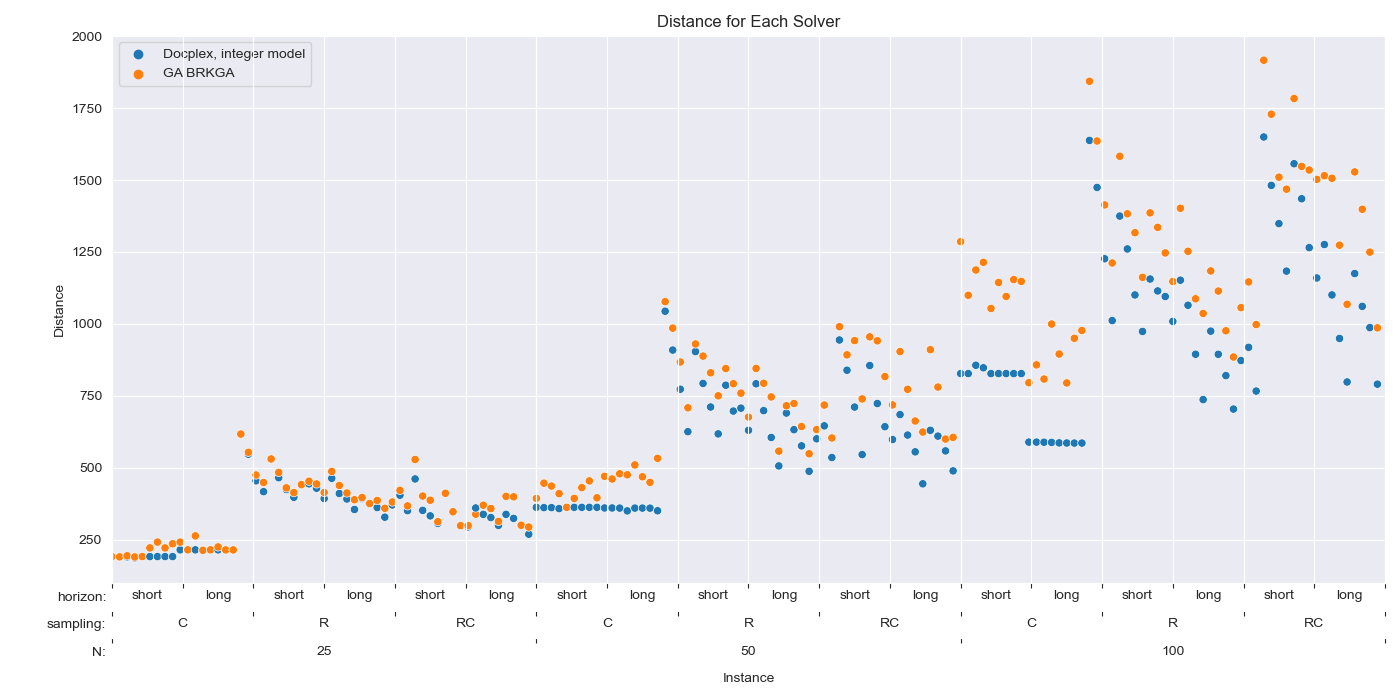 Distance for Each Solver
2000
Docplex, integer model
GA BRKGA
1750
1500
1250
1000
750
500
250
Distance
horizon: short long short long short long short long short long short long short long short long short long
sampling: C R RC C R RC C R RC
N: 25 50 100
Instance